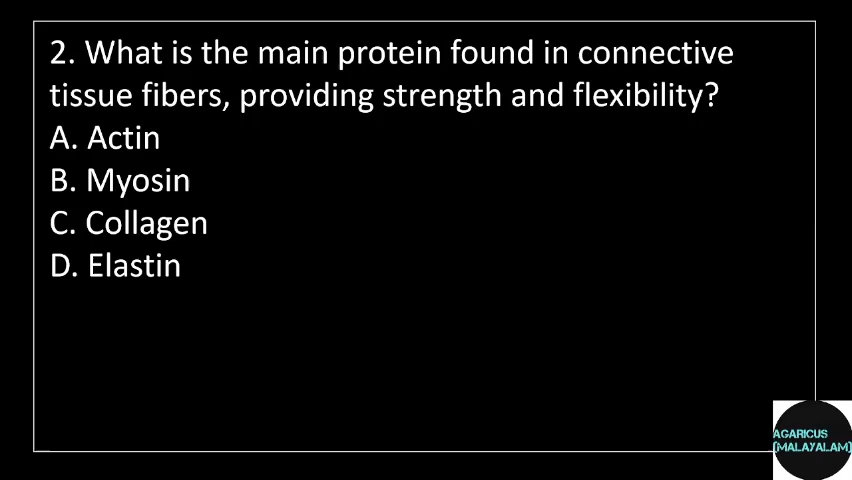 2. What is the main protein found in connective
tissue fibers, providing strength and flexibility?
A. Actin
B. Myosin
C. Collagen
D. Elastin
AGARICUS
(MALAYALAM)